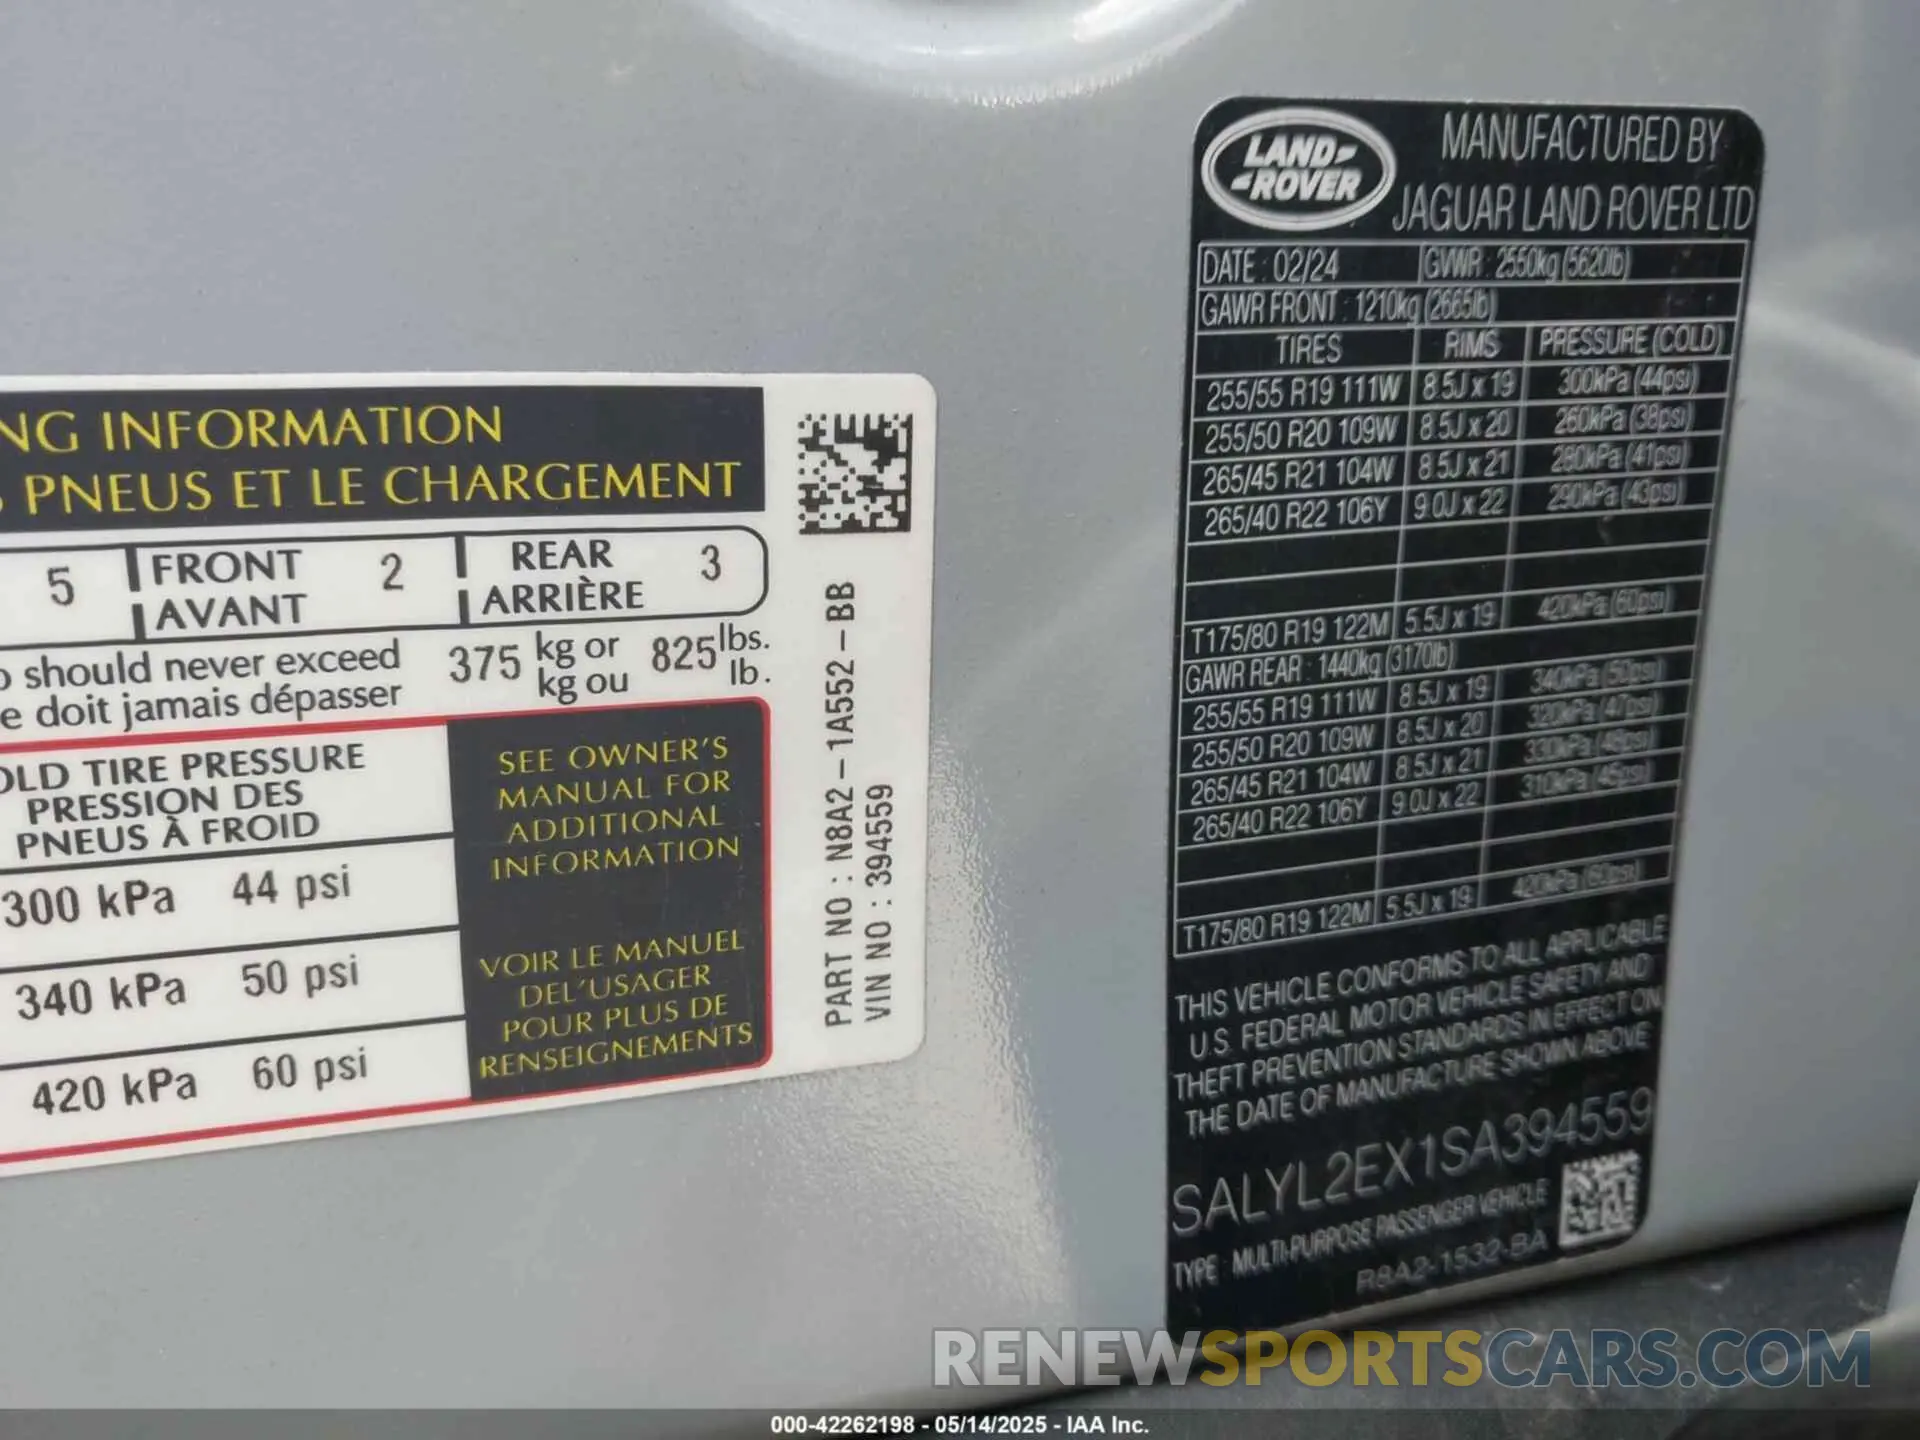 NG INFORMATION
PNEUS ET LE CHARGEMENT
5 FRONT AVANT 2 REAR ARRIÈRE 3
should never exceed 375 kg or 825 lbs.
e doit jamais dépasser kg ou lb.
OLD TIRE PRESSURE
PRESSION DES
PNEUS À FROID
300 kPa 44 psi
340 kPa 50 psi
420 kPa 60 psi
SEE OWNER'S
MANUAL FOR
ADDITIONAL
INFORMATION
VOIR LE MANUEL
DEL'USAGER
POUR PLUS DE
RENSEIGNEMENTS
PART NO : N8A2-1A552-BB
VIN NO : 394559
LAND-
-ROVER
MANUFACTURED BY
JAGUAR LAND ROVER LTD
DATE : 02/24 GVWR : 2550kg (5620lb)
GAWR FRONT : 1210kg (2665lb)
TIRES RIMS PRESSURE (COLD)
255/55 R19 111W 8.5J x 19 300kPa (44psi)
255/50 R20 109W 8.5J x 20 260kPa (38psi)
265/45 R21 104W 8.5J x 21 280kPa (41psi)
265/40 R22 106Y 9.0J x 22 290kPa (43psi)
T175/80 R19 122M 5.5J x 19 420kPa (60psi)
GAWR REAR : 1440kg (3170lb)
255/55 R19 111W 8.5J x 19 340kPa (50psi)
255/50 R20 109W 8.5J x 20 320kPa (47psi)
265/45 R21 104W 8.5J x 21 330kPa (48psi)
265/40 R22 106Y 9.0J x 22 310kPa (45psi)
T175/80 R19 122M 5.5J x 19 420kPa (60psi)
THIS VEHICLE CONFORMS TO ALL APPLICABLE
U.S. FEDERAL MOTOR VEHICLE SAFETY AND
THEFT PREVENTION STANDARDS IN EFFECT ON
THE DATE OF MANUFACTURE SHOWN ABOVE
SALYL2EX1SA394559
TYPE : MULTI-PURPOSE PASSENGER VEHICLE
R8A2-1532-BA
RENEWSPORTSCARS.COM
000-42262198 - 05/14/2025 - IAA Inc.